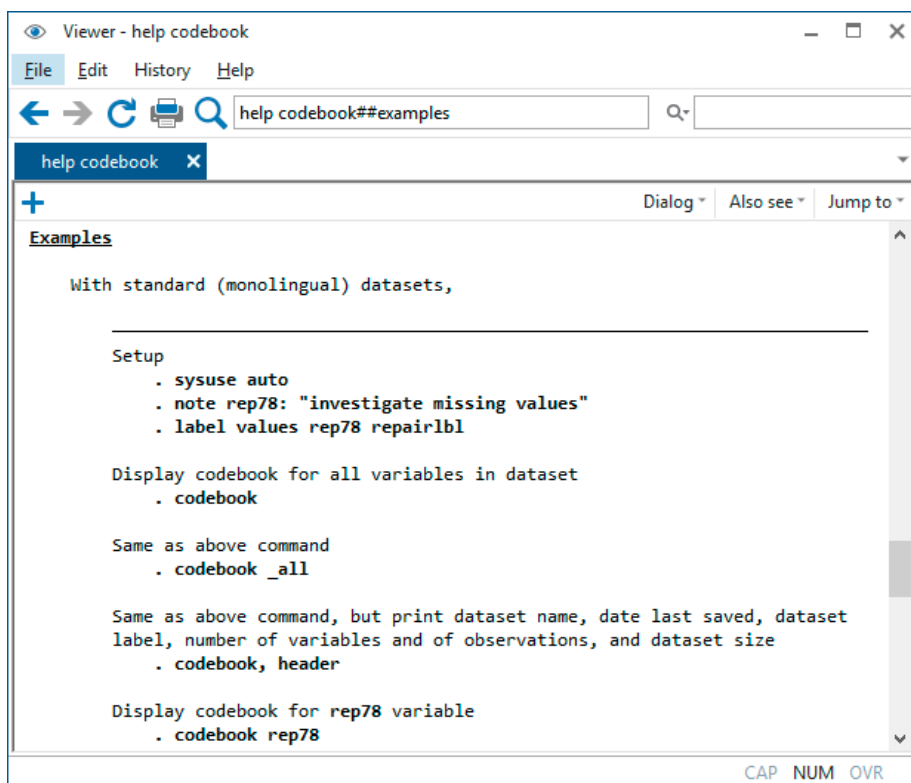 Viewer - help codebook
File Edit History Help
help codebook##examples
help codebook
Dialog Also see Jump to
Examples
With standard (monolingual) datasets,
Setup
. sysuse auto
. note rep78: "investigate missing values"
. label values rep78 repairlbl
Display codebook for all variables in dataset
. codebook
Same as above command
. codebook _all
Same as above command, but print dataset name, date last saved, dataset
label, number of variables and of observations, and dataset size
. codebook, header
Display codebook for rep78 variable
. codebook rep78
CAP NUM OVR